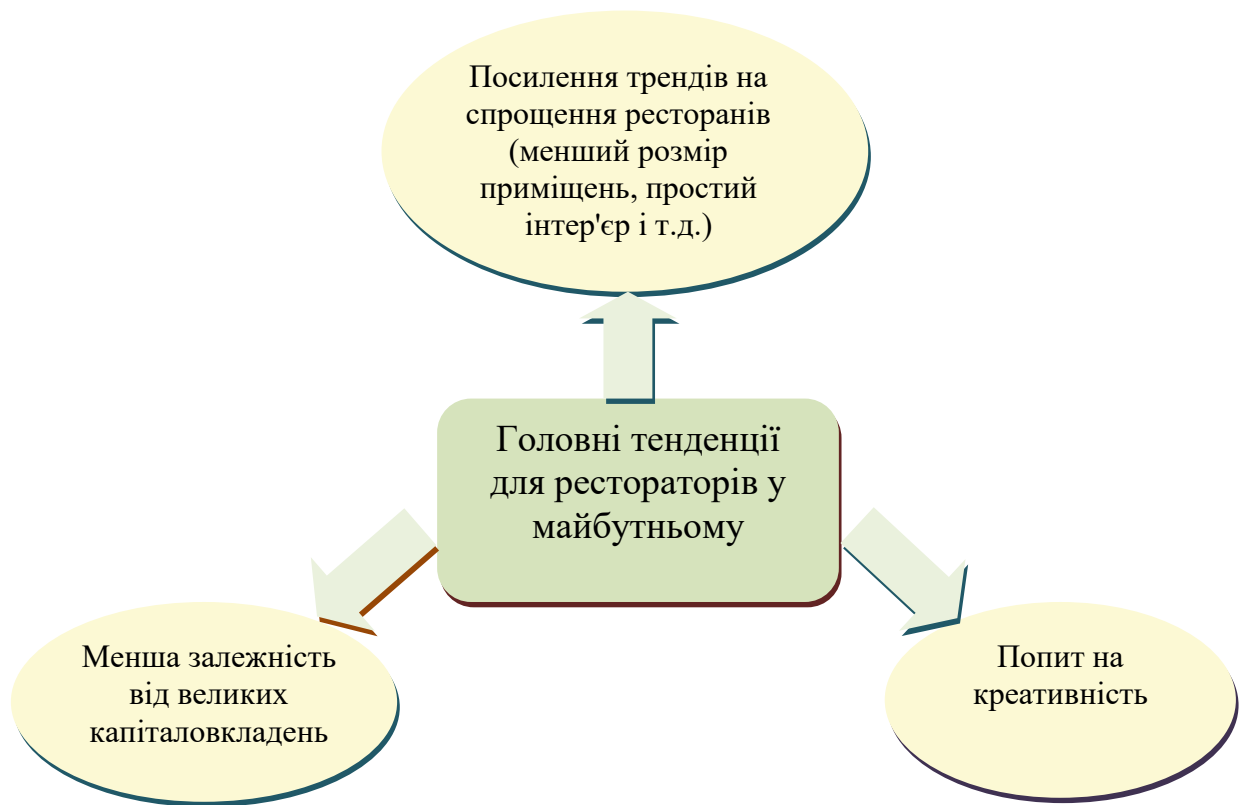 Посилення трендів на
спрощення ресторанів
(менший розмір
приміщень, простий
інтер'єр і т.д.)
Головні тенденції
для рестораторів у
майбутньому
Менша залежність
від великих
капіталовкладень
Попит на
креативність